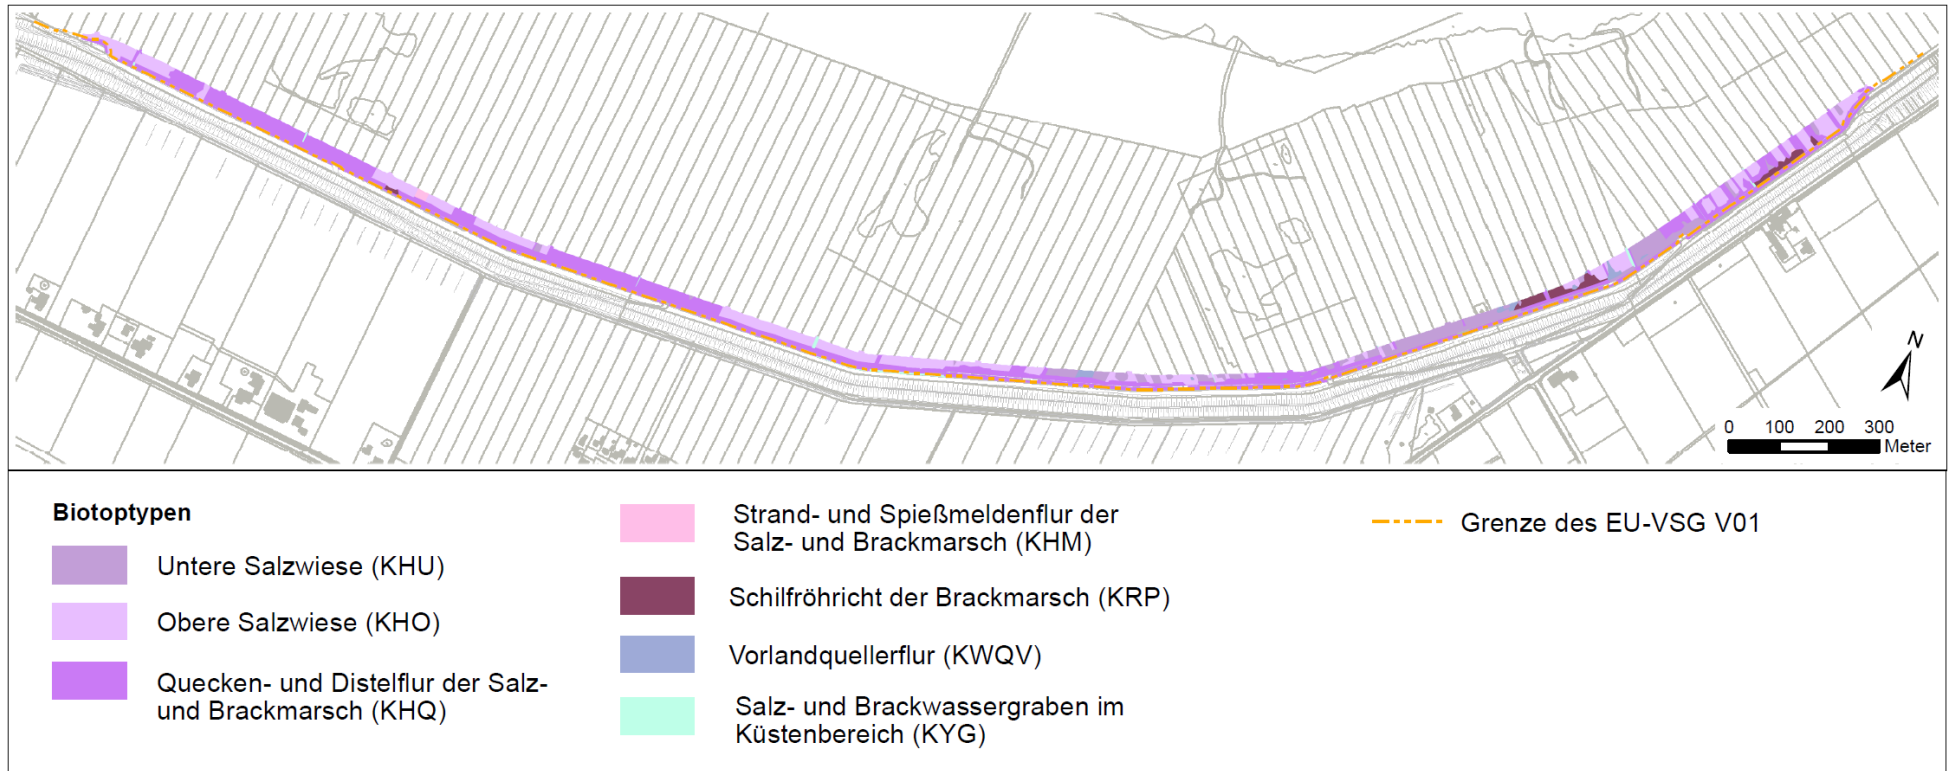 N
0 100 200 300
Meter
Biotoptypen
Untere Salzwiese (KHU)
Obere Salzwiese (KHO)
Quecken- und Distelflur der Salz-
und Brackmarsch (KHQ)
Strand- und Spießmeldenflur der
Salz- und Brackmarsch (KHM)
Schilfröhricht der Brackmarsch (KRP)
Vorlandquellerflur (KWQV)
Salz- und Brackwassergraben im
Küstenbereich (KYG)
Grenze des EU-VSG V01